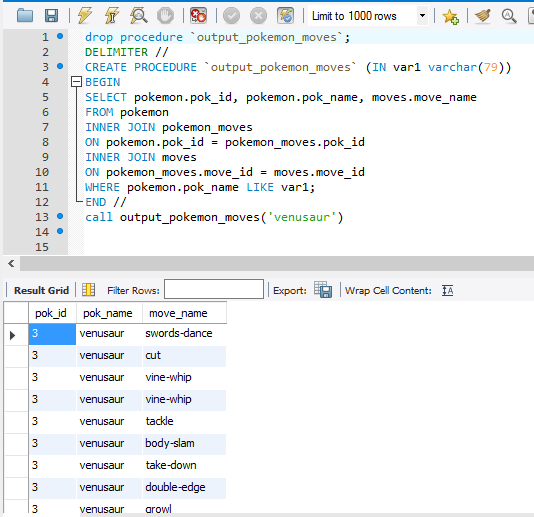 Limit to 1000 rows
1 drop procedure `output_pokemon_moves`;
2 DELIMITER //
3 CREATE PROCEDURE `output_pokemon_moves` (IN var1 varchar(79))
4 BEGIN
5 SELECT pokemon.pok_id, pokemon.pok_name, moves.move_name
6 FROM pokemon
7 INNER JOIN pokemon_moves
8 ON pokemon.pok_id = pokemon_moves.pok_id
9 INNER JOIN moves
10 ON pokemon_moves.move_id = moves.move_id
11 WHERE pokemon.pok_name LIKE var1;
12 END //
13 call output_pokemon_moves('venusaur')
14
15
Result Grid Filter Rows: Export: Wrap Cell Content:
pok_id pok_name move_name
3 venusaur swords-dance
3 venusaur cut
3 venusaur vine-whip
3 venusaur vine-whip
3 venusaur tackle
3 venusaur body-slam
3 venusaur take-down
3 venusaur double-edge
3 venusaur growl